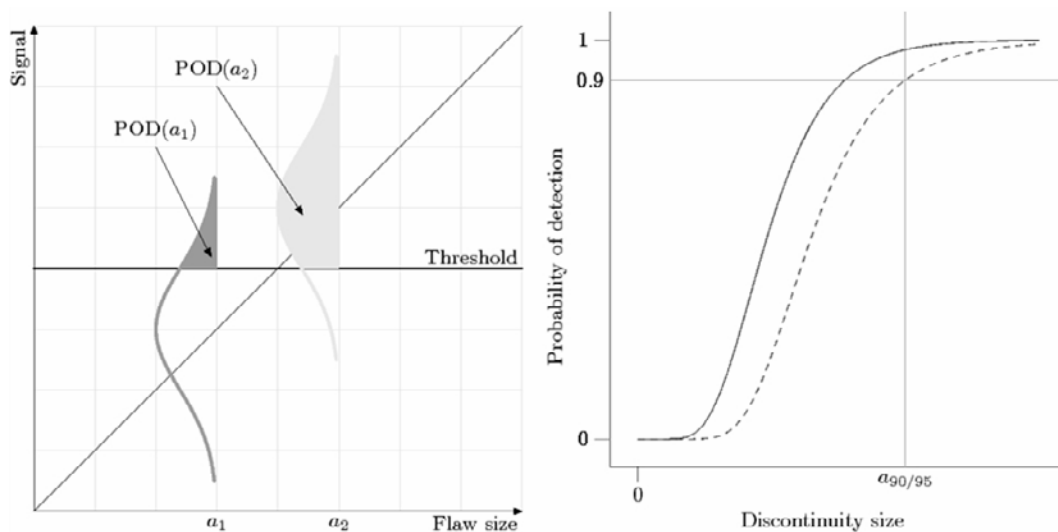 Signal
POD(a₂)
POD(a₁)
Threshold
a₁
a₂
Flaw size
Probability of detection
1
0.9
0
0
a₉₀/₉₅
Discontinuity size